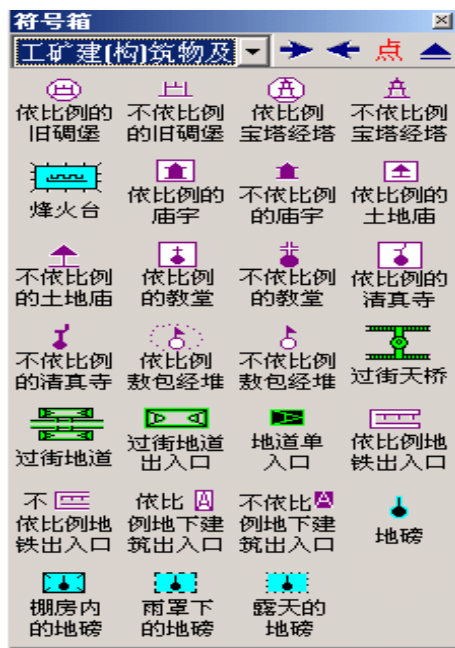 符号箱
工矿建(构)筑物及
点
依比例的 不依比例 依比例 不依比例
旧碉堡 的旧碉堡 宝塔经塔 宝塔经塔
烽火台 依比例的 不依比例 依比例的
庙宇 的庙宇 土地庙
不依比例 依比例 不依比例 依比例的
的土地庙 的教堂 的教堂 清真寺
不依比例 依比例 不依比例 过街天桥
的清真寺 敖包经堆 敖包经堆
过街地道 过街地道 地道单 依比例地
出入口 入口 铁出入口
不 依比 不依比
依比例地 例地下建 例地下建 地磅
铁出入口 筑出入口 筑出入口
棚房内 雨罩下 露天的
的地磅 的地磅 地磅